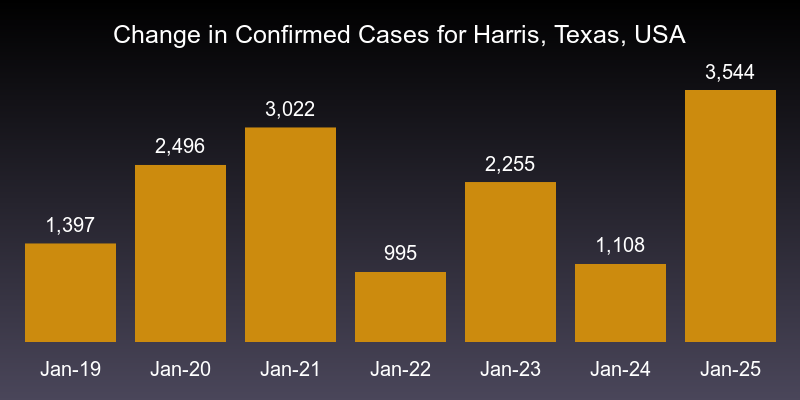 Change in Confirmed Cases for Harris, Texas, USA
1,397
2,496
3,022
995
2,255
1,108
3,544
Jan-19
Jan-20
Jan-21
Jan-22
Jan-23
Jan-24
Jan-25